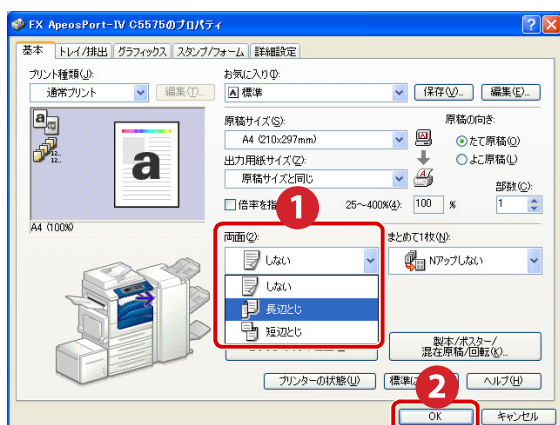 FX ApeosPort-IV C5575のプロパティ
基本 トレイ/排出 グラフィックス スタンプ/フォーム 詳細設定
プリント種類(J):
通常プリント 編集(T)...
お気に入り(I):
標準 保存(V)... 編集(E)...
原稿サイズ(S):
A4 (210x297mm)
原稿の向き:
たて原稿(O)
よこ原稿(L)
出力用紙サイズ(Z):
原稿サイズと同じ
部数(C):
倍率を指 25～400%(4): 100 % 1
1
A4 (100%)
両面(2):
しない
しない
長辺とじ
短辺とじ
まとめて1枚(N):
Nアップしない
製本/ポスター/
混在原稿/回転(K)...
プリンターの状態(U) 標準に ヘルプ(H)
2
OK キャンセル